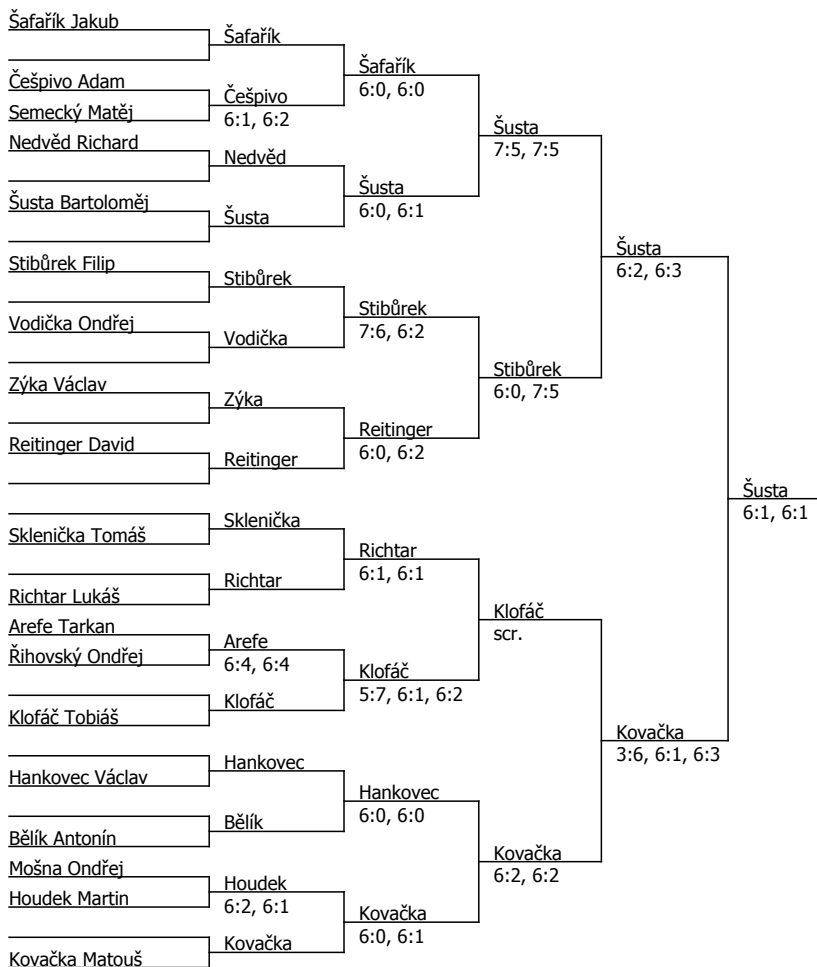 Šafařík Jakub
Češpivo Adam
Semecký Matěj
Nedvěd Richard
Šusta Bartoloměj
Stibůrek Filip
Vodička Ondřej
Zýka Václav
Reitinger David
Sklenička Tomáš
Richtar Lukáš
Arefe Tarkan
Řihovský Ondřej
Klofáč Tobiáš
Hankovec Václav
Bělík Antonín
Mošna Ondřej
Houdek Martin
Kovačka Matouš
Šafařík
Češpivo
6:1, 6:2
Nedvěd
Šusta
Stibůrek
Vodička
Zýka
Reitinger
Sklenička
Richtar
Arefe
6:4, 6:4
Klofáč
Hankovec
Bělík
Houdek
6:2, 6:1
Kovačka
Šafařík
6:0, 6:0
Šusta
6:0, 6:1
Stibůrek
7:6, 6:2
Reitinger
6:0, 6:2
Richtar
6:1, 6:1
Klofáč
5:7, 6:1, 6:2
Hankovec
6:0, 6:0
Kovačka
6:0, 6:1
Šusta
7:5, 7:5
Stibůrek
6:0, 7:5
Klofáč
scr.
Kovačka
6:2, 6:2
Šusta
6:2, 6:3
Kovačka
3:6, 6:1, 6:3
Šusta
6:1, 6:1